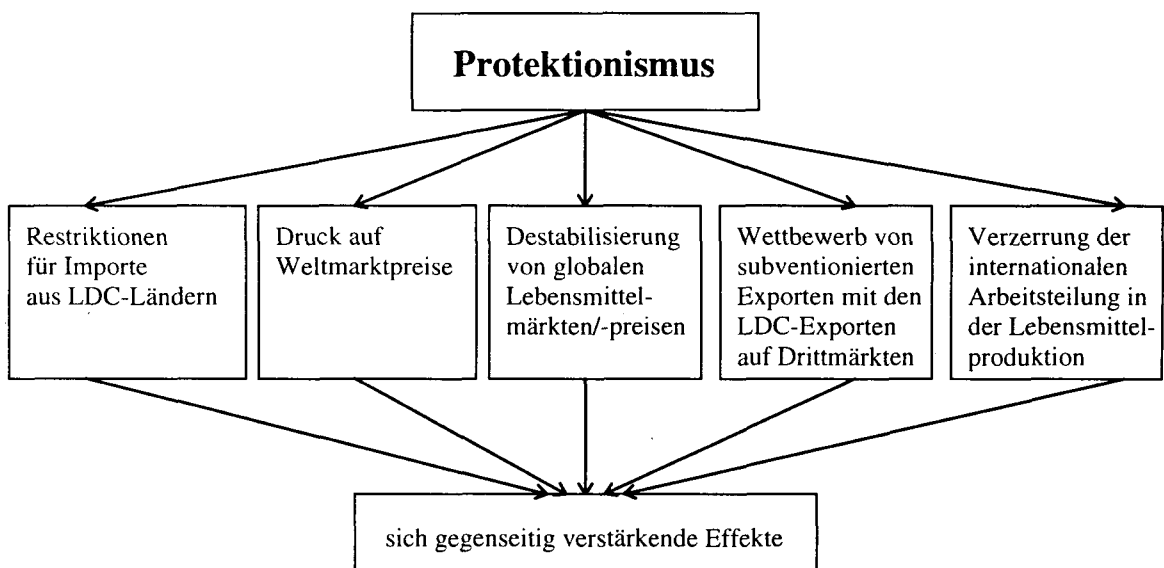 Protektionismus
Restriktionen
für Importe
aus LDC-Ländern
Druck auf
Weltmarktpreise
Destabilisierung
von globalen
Lebensmittel-
märkten/-preisen
Wettbewerb von
subventionierten
Exporten mit den
LDC-Exporten
auf Drittmärkten
Verzerrung der
internationalen
Arbeitsteilung in
der Lebensmittel-
produktion
sich gegenseitig verstärkende Effekte